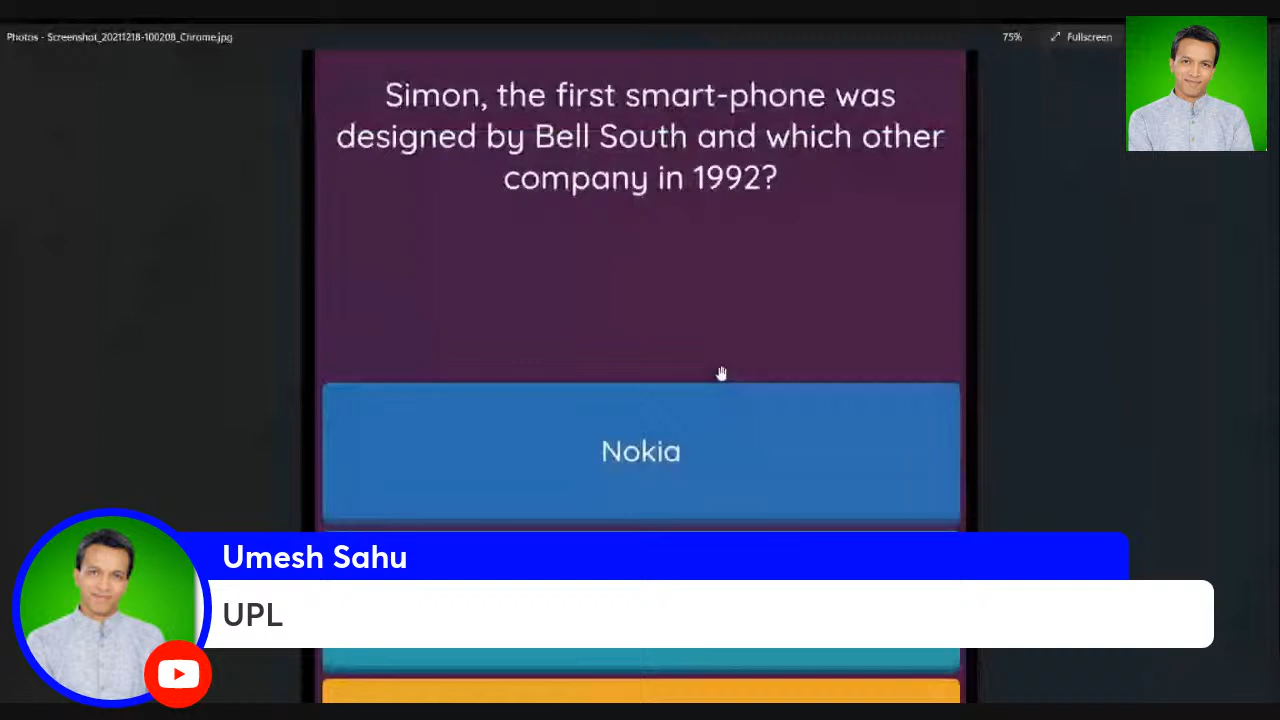 Photos - Screenshot_20211218-100208_Chrome.jpg
75%
Fullscreen
Simon, the first smart-phone was
designed by Bell South and which other
company in 1992?
Nokia
Umesh Sahu
UPL